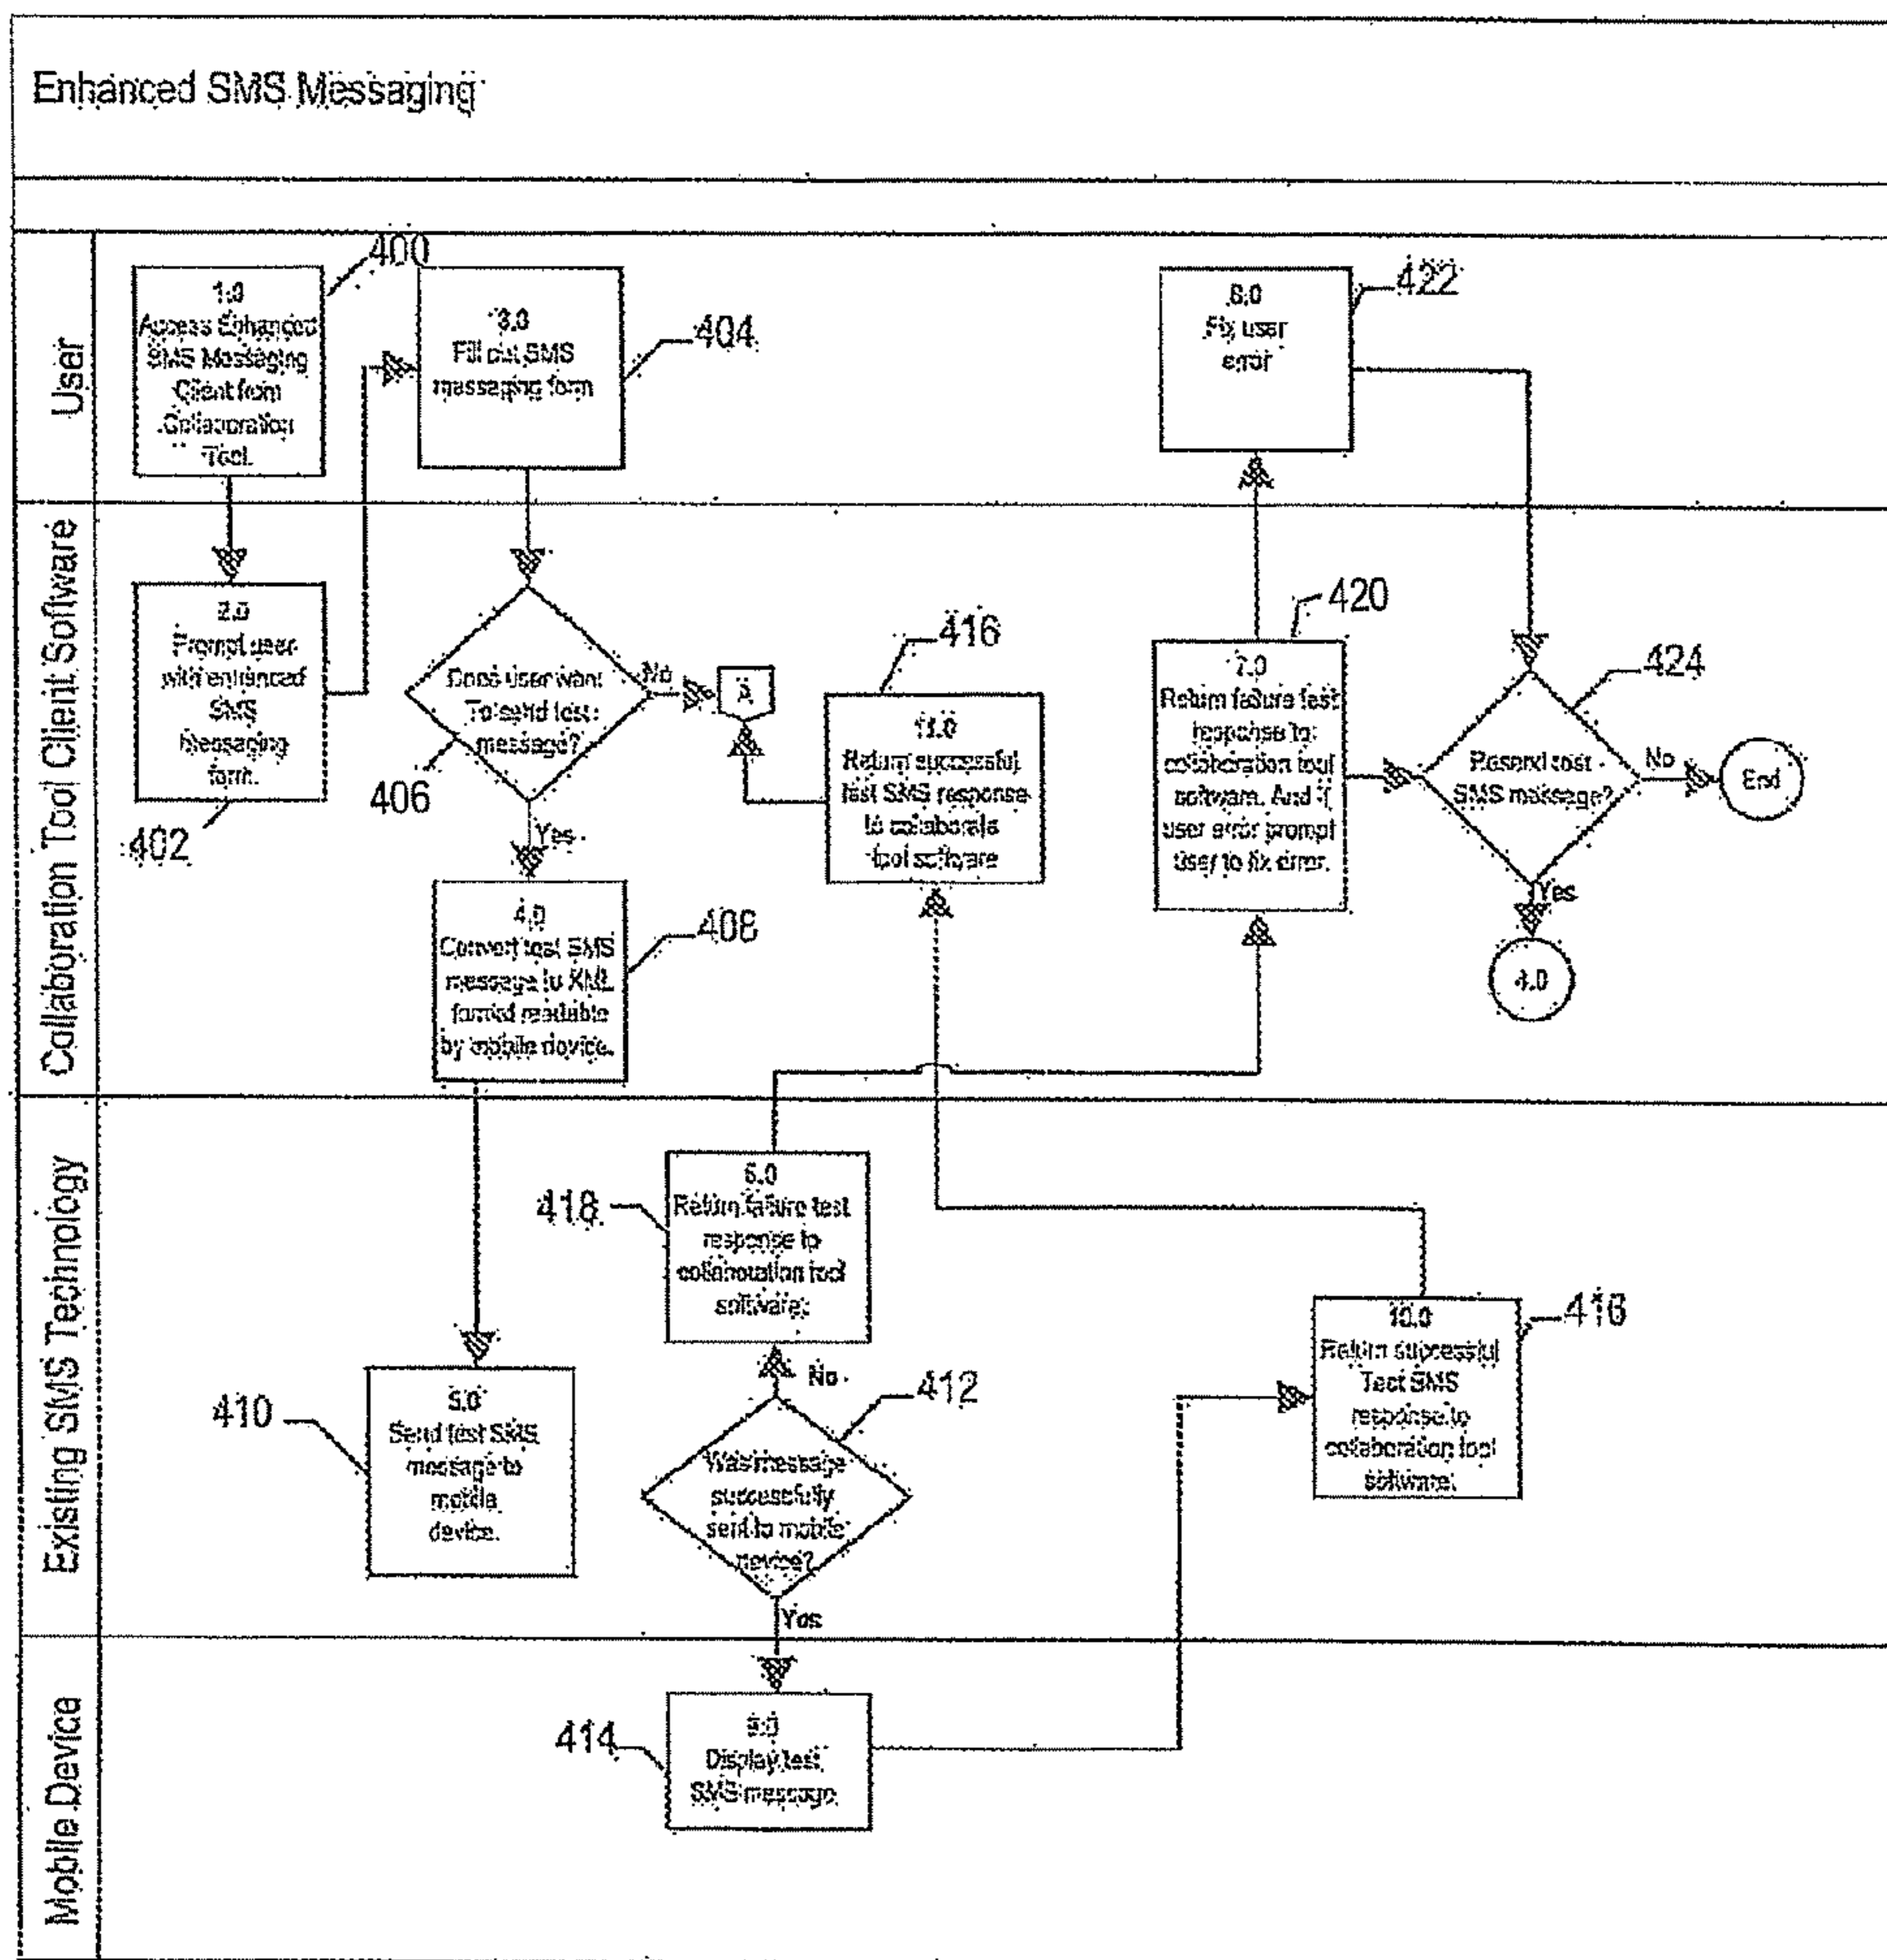 Enhanced SMS Messaging
User
400
1.0
Access Enhanced
SMS Messaging
Client from
Collaboration
Tool.
3.0
Fill out SMS
messaging form
404
8.0
Fix user
error
422
Collaboration Tool Client Software
2.0
Prompt user
with enhanced
SMS
Messaging
form.
402
Does user want
To send test
message?
406
No
Yes
A
416
11.0
Return successful
test SMS response
to collaborate
tool software
4.0
Convert test SMS
message to XML
format readable
by mobile device.
408
420
7.0
Return failure test
response to
collaboration tool
software. And if
user error prompt
user to fix error.
424
Resend test
SMS message?
No
End
Yes
4.0
Existing SMS Technology
410
5.0
Send test SMS
message to
mobile
device.
418
6.0
Return failure test
response to
collaboration tool
software.
No
412
Was message
successfully
sent to mobile
device?
Yes
416
10.0
Return successful
Test SMS
response to
collaboration tool
software.
Mobile Device
414
9.0
Display test
SMS message